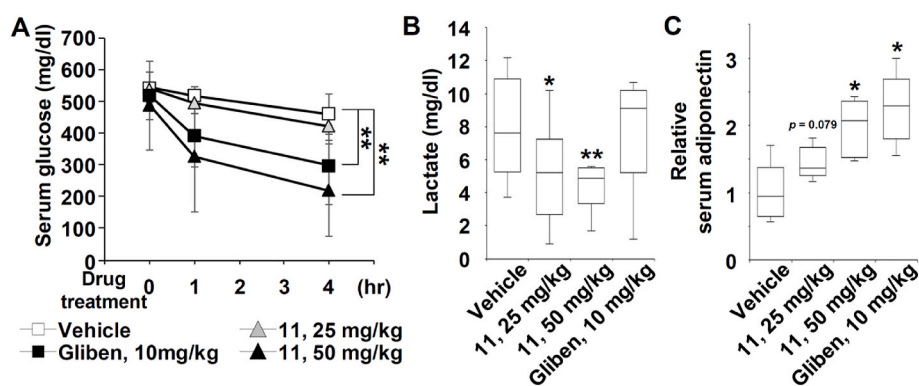 A
Serum glucose (mg/dl)
700
600
500
400
300
200
100
0
**
**
Drug treatment
0 1 2 3 4 (hr)
Vehicle
Gliben, 10mg/kg
11, 25 mg/kg
11, 50 mg/kg
B
Lactate (mg/dl)
14
12
10
8
6
4
2
0
*
**
Vehicle
11, 25 mg/kg
11, 50 mg/kg
Gliben, 10 mg/kg
C
Relative
serum adiponectin
3
2
1
0
p = 0.079
*
*
Vehicle
11, 25 mg/kg
11, 50 mg/kg
Gliben, 10 mg/kg